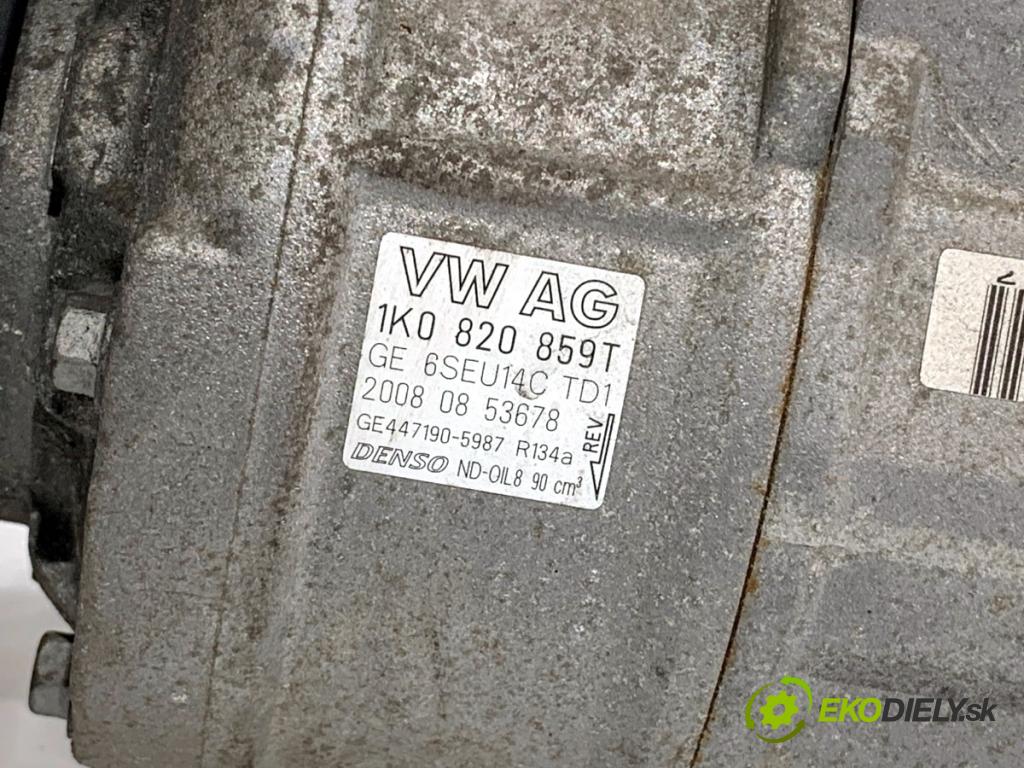 VW AG
1K0 820 859T
GE 6SEU14C TD1
2008 08 53678
GE447190-5987 R134a
DENSO ND-OIL8 90 cm³
REV
EKODIELY.sk